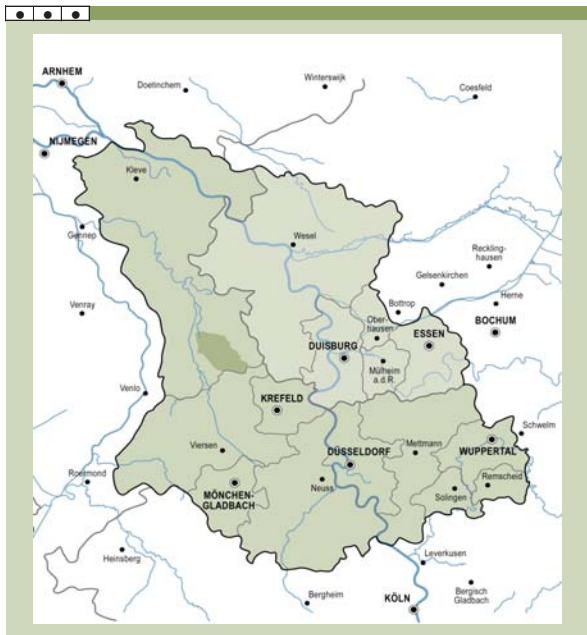 ARNHEM
Doetinchem
Winterswijk
Coesfeld
NIJMEGEN
Kleve
Gennep
Wesel
Reckling-
hausen
Gelsenkirchen
Venray
Bottrop
Herne
Ober-
hausen
BOCHUM
ESSEN
DUISBURG
Mülheim
a.d.R.
Venlo
KREFELD
Schwelm
Viersen
Mettmann
DÜSSELDORF
WUPPERTAL
Roermond
MÖNCHEN-
GLADBACH
Neuss
Remscheid
Solingen
Heinsberg
Leverkusen
Bergheim
KÖLN
Bergisch
Gladbach